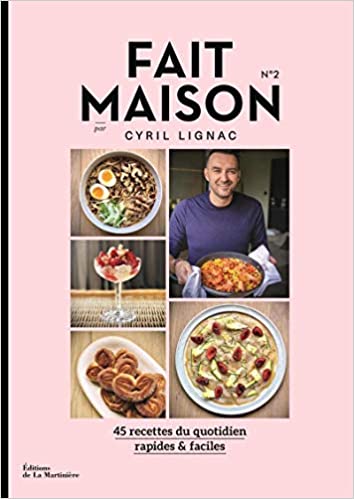 FAIT
N°2
MAISON
par
CYRIL LIGNAC
45 recettes du quotidien
rapides & faciles
Éditions
de La Martinière